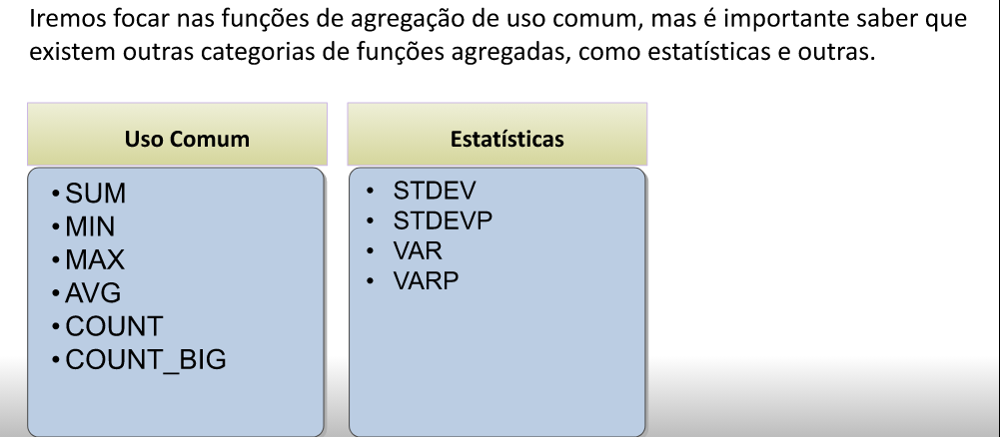 Iremos focar nas funções de agregação de uso comum, mas é importante saber que
existem outras categorias de funções agregadas, como estatísticas e outras.
Uso Comum
• SUM
• MIN
• MAX
• AVG
• COUNT
• COUNT_BIG
Estatísticas
• STDEV
• STDEVP
• VAR
• VARP